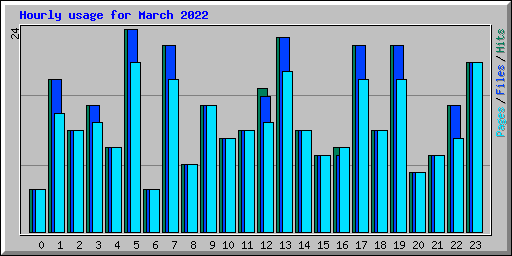 Hourly usage for March 2022
24
Pages/Files/Hits
0 1 2 3 4 5 6 7 8 9 10 11 12 13 14 15 16 17 18 19 20 21 22 23